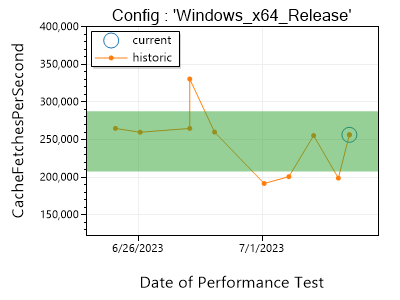 Config : 'Windows_x64_Release'
400,000
350,000
300,000
250,000
200,000
150,000
current
historic
CacheFetchesPerSecond
6/26/2023
7/1/2023
Date of Performance Test